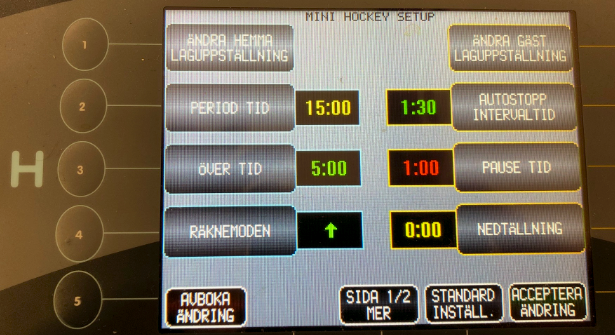 MINI HOCKEY SETUP
1
ÄNDRA HEMMA
LAGUPPSTÄLLNING
ÄNDRA GÄST
LAGUPPSTÄLLNING
2
PERIOD TID
15:00
1:30
AUTOSTOPP
INTERVALTID
H
3
ÖVER TID
5:00
1:00
PAUSE TID
4
RÄKNEMODEN
0:00
NEDTÄLLNING
5
AVBOKA
ÄNDRING
SIDA 1/2
MER
STANDARD
INSTÄLL.
ACCEPTERA
ÄNDRING